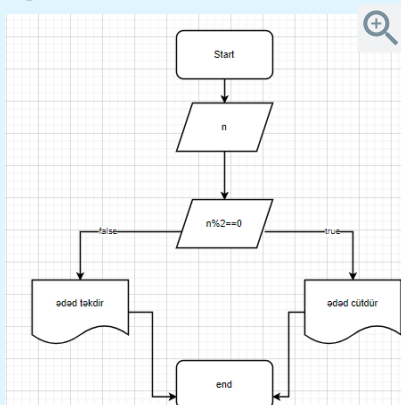 Start
n
n%2==0
false
true
ədəd təkdir
ədəd cütdür
end